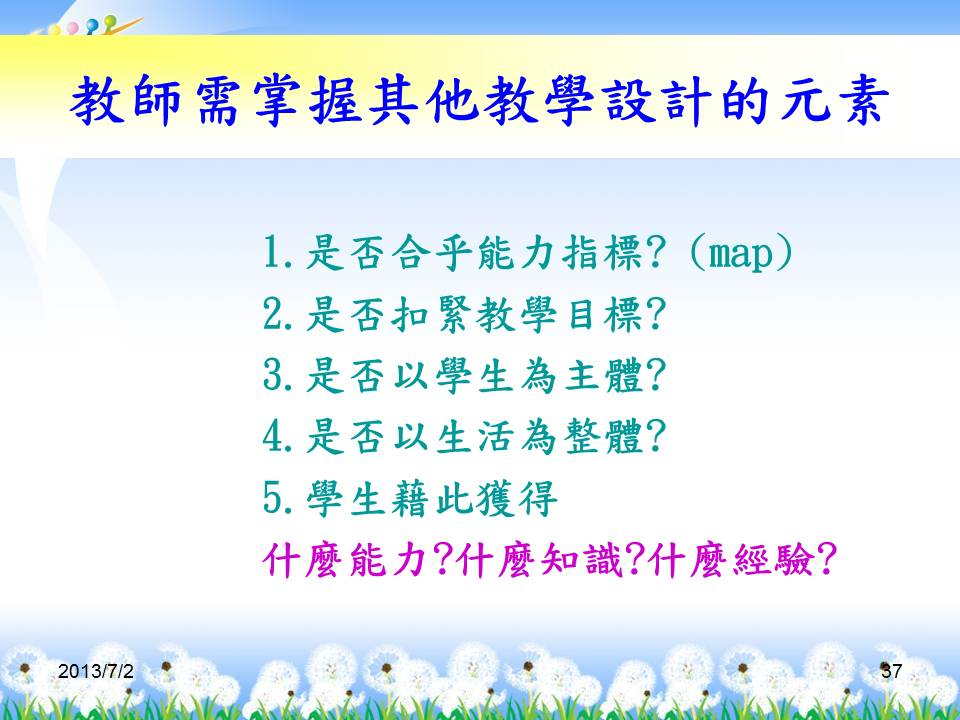 教師需掌握其他教學設計的元素
1.是否合乎能力指標?(map)
2.是否扣緊教學目標?
3.是否以學生為主體?
4.是否以生活為整體?
5.學生藉此獲得
什麼能力?什麼知識?什麼經驗?
2013/7/2
37